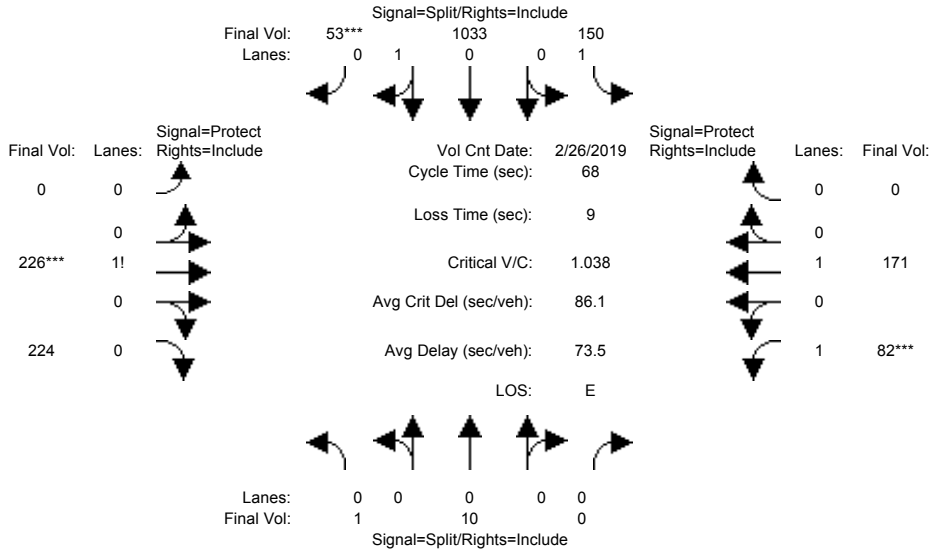 Signal=Split/Rights=Include
Final Vol: 53*** 1033 150
Lanes: 0 1 0 0 1
Signal=Protect
Final Vol: Lanes: Rights=Include
Vol Cnt Date: 2/26/2019
Signal=Protect
Rights=Include Lanes: Final Vol:
Cycle Time (sec): 68
0 0
0 0
Loss Time (sec): 9
0
0
226*** 1!
Critical V/C: 1.038
1 171
0
Avg Crit Del (sec/veh): 86.1
0
224 0
Avg Delay (sec/veh): 73.5
1 82***
LOS: E
Lanes: 0 0 0 0 0
Final Vol: 1 10 0
Signal=Split/Rights=Include